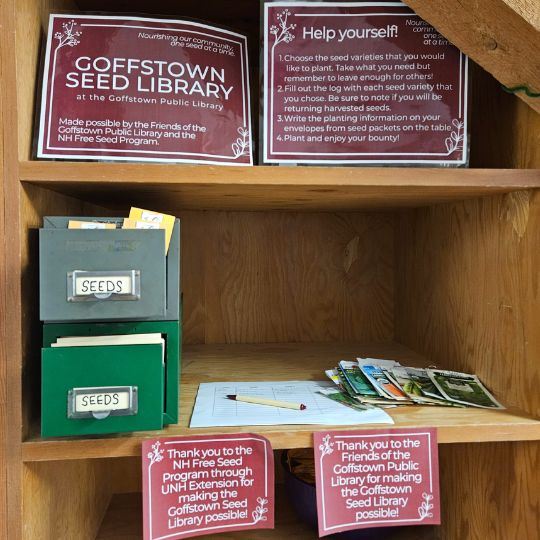 Nourishing our community,
one seed at a time.
GOFFSTOWN
SEED LIBRARY
at the Goffstown Public Library
Made possible by the Friends of the
Goffstown Public Library and the
NH Free Seed Program.
Nourishing our
community,
one seed
at a time.
Help yourself!
1. Choose the seed varieties that you would
like to plant. Take what you need but
remember to leave enough for others!
2. Fill out the log with each seed variety that
you chose. Be sure to note if you will be
returning harvested seeds.
3. Write the planting information on your
envelopes from seed packets on the table.
4. Plant and enjoy your bounty!
SEEDS
SEEDS
Thank you to the
NH Free Seed
Program through
UNH Extension for
making the
Goffstown Seed
Library possible!
Thank you to the
Friends of the
Goffstown Public
Library for making
the Goffstown
Seed Library
possible!